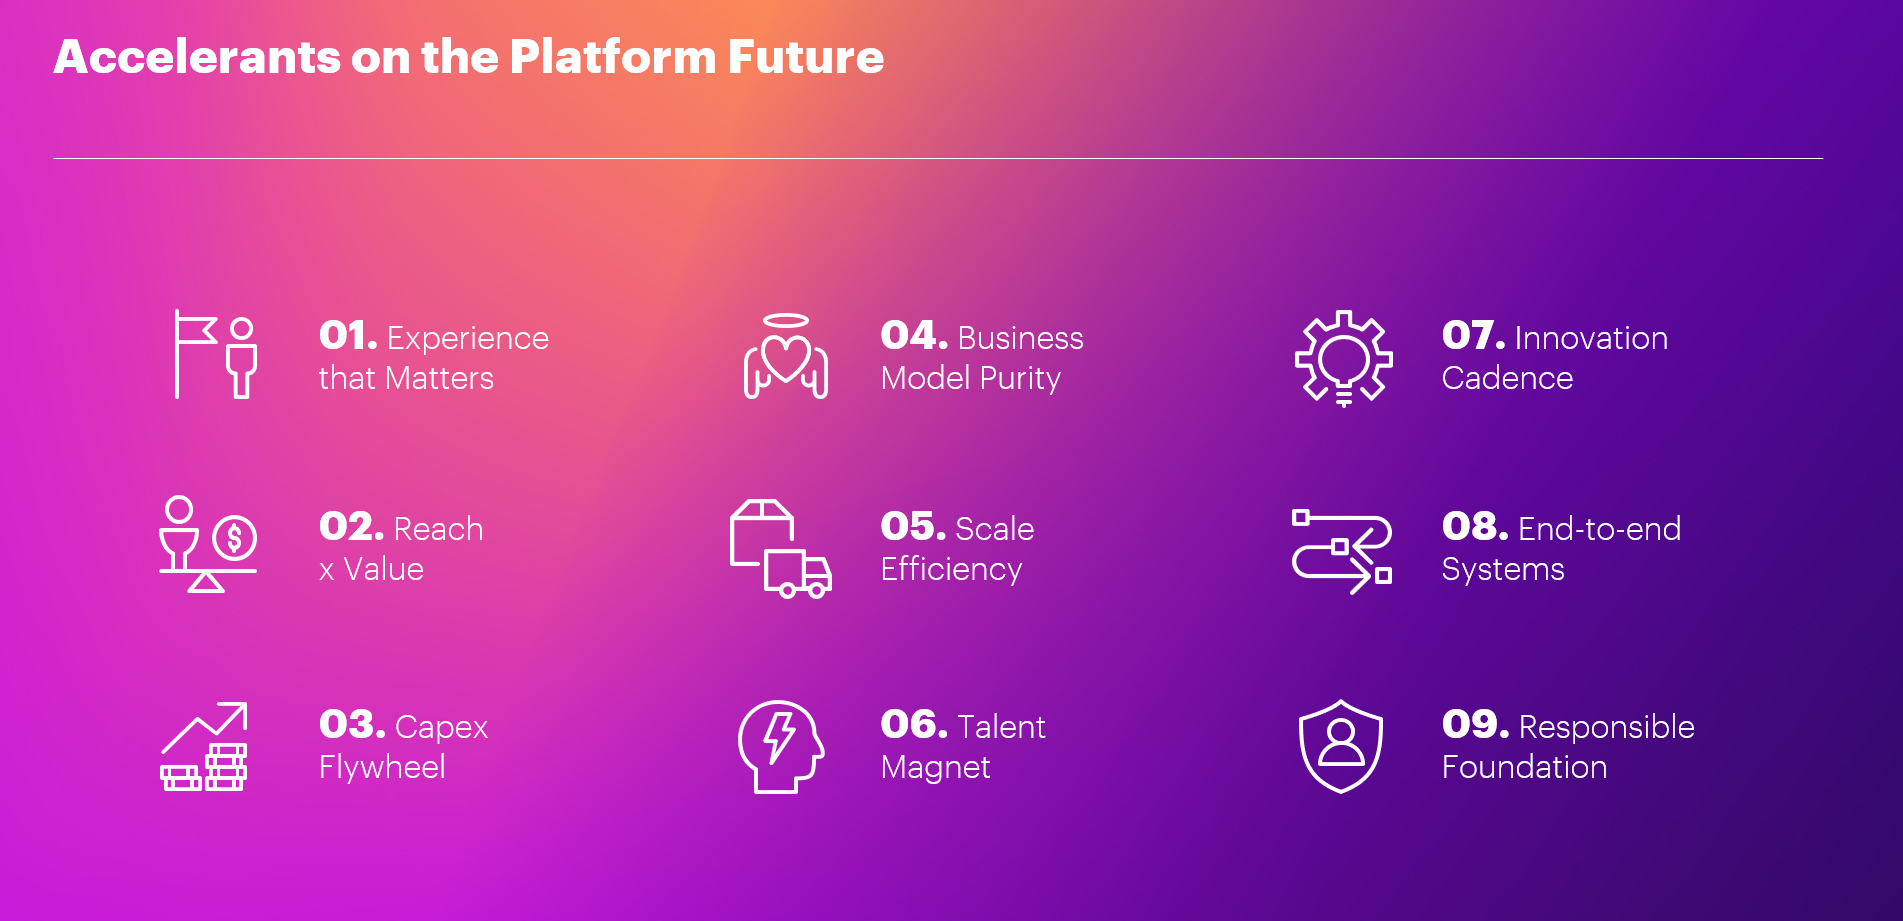 Accelerants on the Platform Future
01. Experience
that Matters
02. Reach
x Value
03. Capex
Flywheel
04. Business
Model Purity
05. Scale
Efficiency
06. Talent
Magnet
07. Innovation
Cadence
08. End-to-end
Systems
09. Responsible
Foundation
$